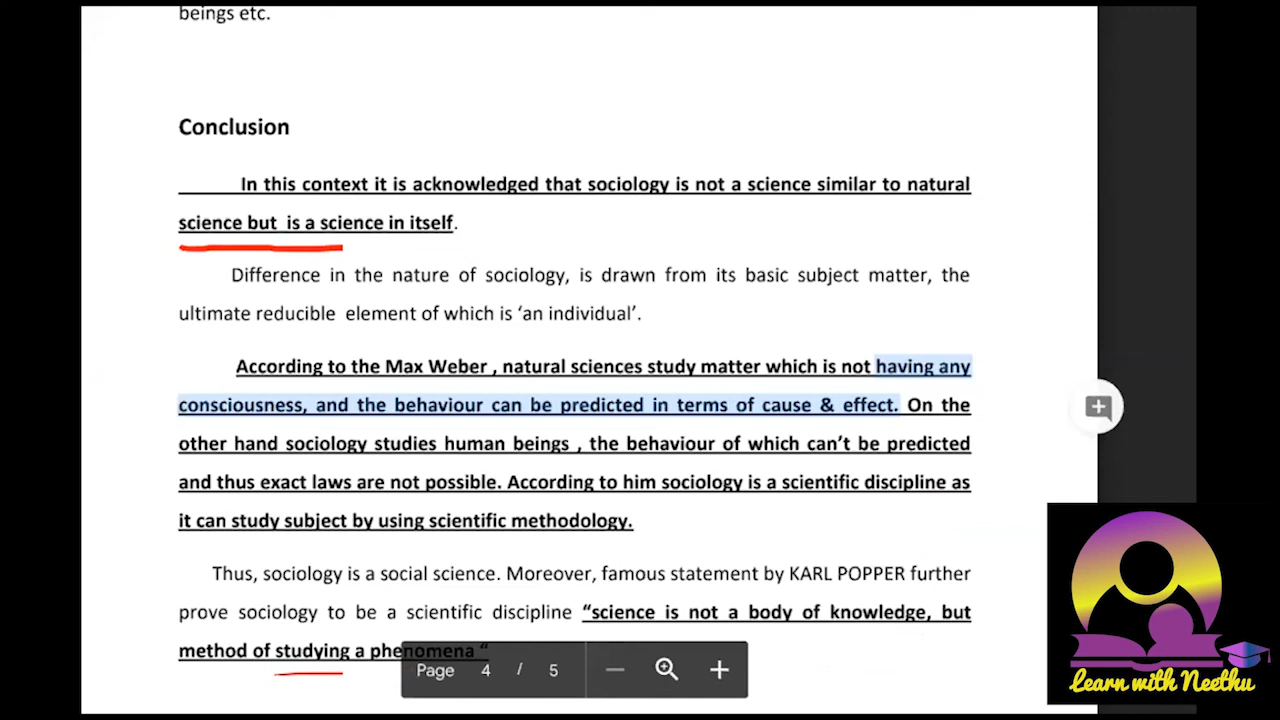 beings etc.
Conclusion
In this context it is acknowledged that sociology is not a science similar to natural
science but is a science in itself.
Difference in the nature of sociology, is drawn from its basic subject matter, the
ultimate reducible element of which is ‘an individual’.
According to the Max Weber , natural sciences study matter which is not having any
consciousness, and the behaviour can be predicted in terms of cause & effect. On the
other hand sociology studies human beings , the behaviour of which can’t be predicted
and thus exact laws are not possible. According to him sociology is a scientific discipline as
it can study subject by using scientific methodology.
Thus, sociology is a social science. Moreover, famous statement by KARL POPPER further
prove sociology to be a scientific discipline “science is not a body of knowledge, but
method of studying a phenomena “
Page 4 / 5
Learn with Neethu